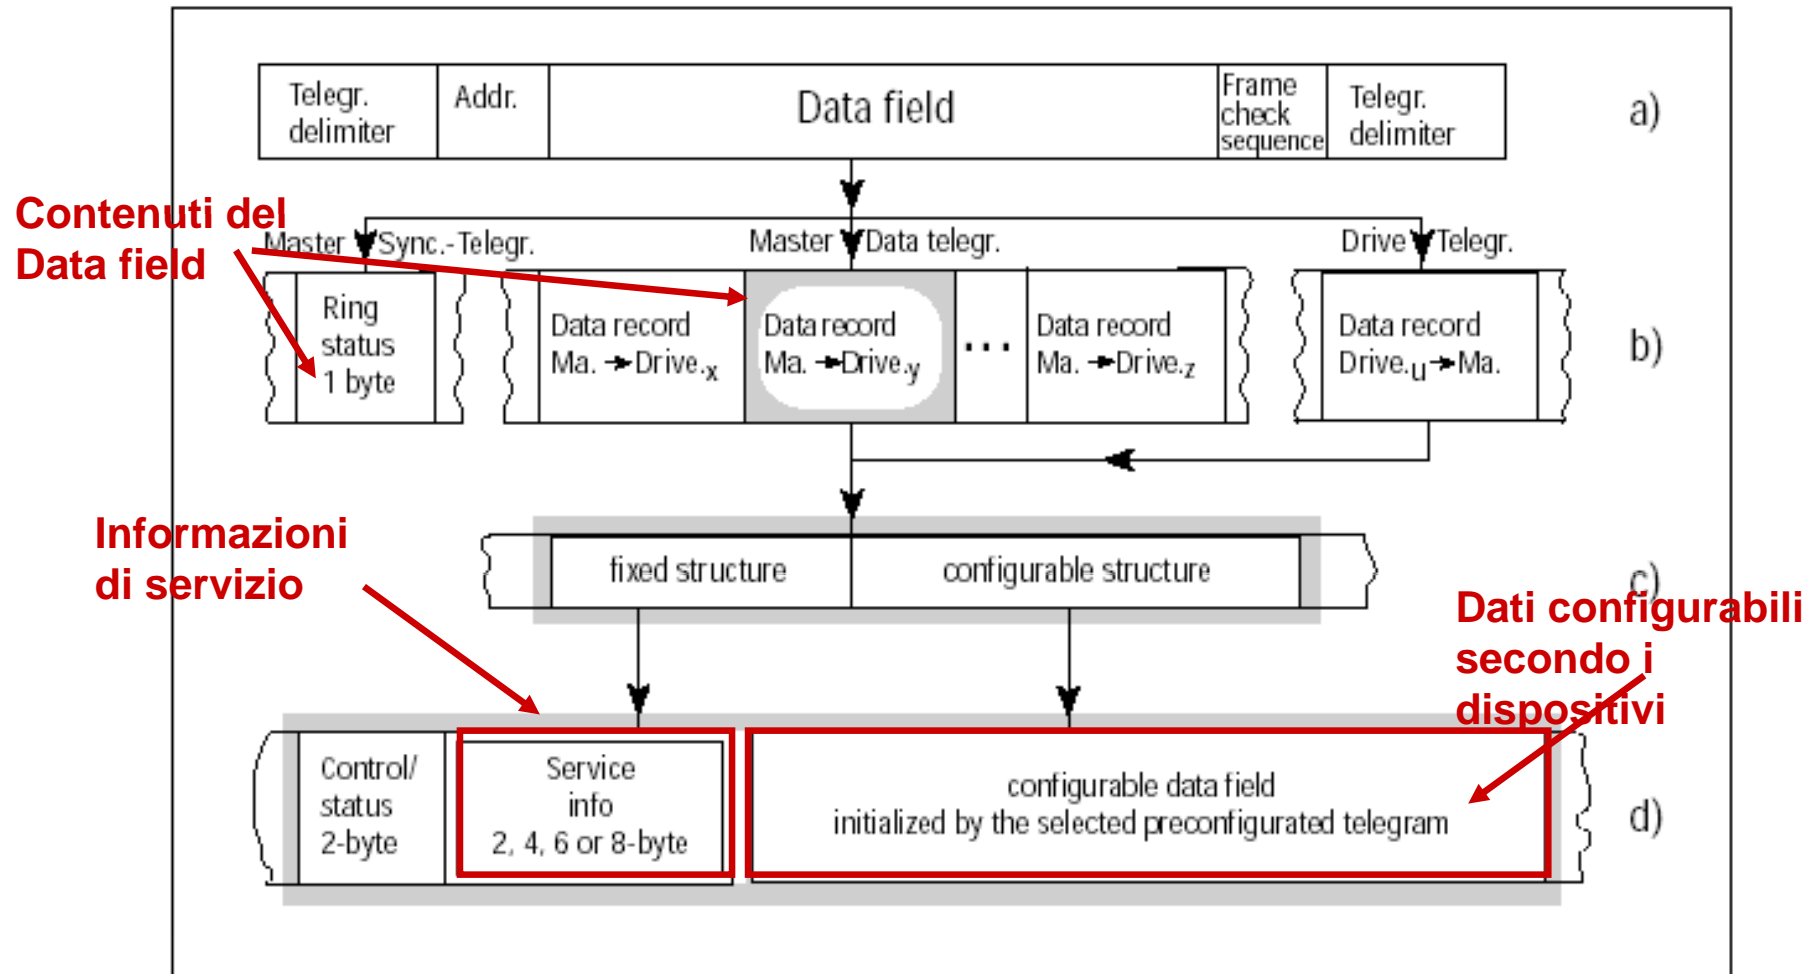 Telegr.
delimiter
Addr.
Data field
Frame
check
sequence
Telegr.
delimiter
a)
Contenuti del
Data field
Master Sync.-Telegr.
Master Data telegr.
Drive Telegr.
Ring
status
1 byte
Data record
Ma. → Drive.x
Data record
Ma. → Drive.y
...
Data record
Ma. → Drive.z
Data record
Drive.u → Ma.
b)
Informazioni
di servizio
fixed structure
configurable structure
c)
Dati configurabili
secondo i
dispositivi
Control/
status
2-byte
Service
info
2, 4, 6 or 8-byte
configurable data field
initialized by the selected preconfigurated telegram
d)